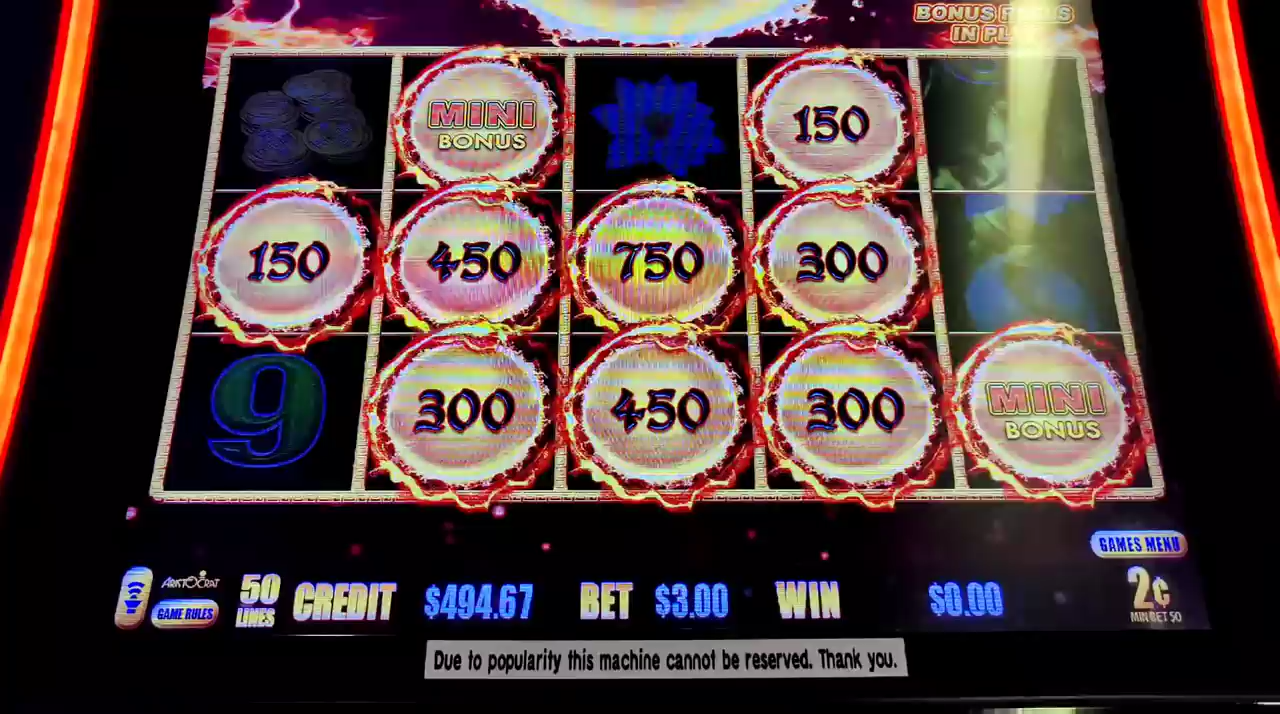 BONUS
IN
MINI
BONUS
150
150
450
750
300
9
300
450
300
MINI
BONUS
GAMES MENU
ARISTOCRAT
GAME RULES
50
LINES
CREDIT
$494.67
BET
$3.00
WIN
$0.00
2¢
MIN BET 50
Due to popularity this machine cannot be reserved. Thank you.